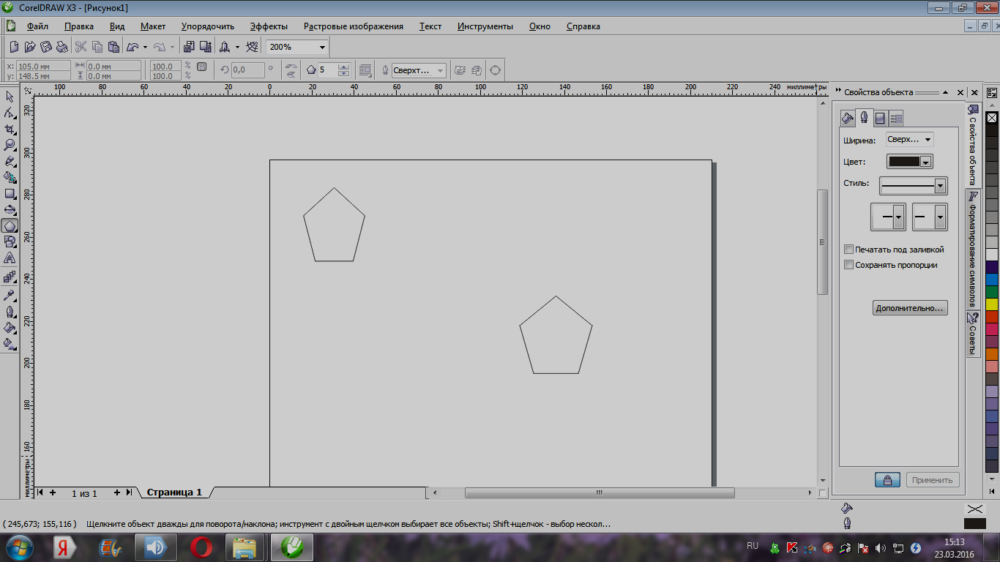 CorelDRAW X3 - [Рисунок1]
Файл Правка Вид Макет Упорядочить Эффекты Растровые изображения Текст Инструменты Окно Справка
200%
x: 105.0 мм 0.0 мм 100.0 % 0,0 ° 5 Сверхт...
y: 148.5 мм 0.0 мм 100.0 %
100 80 60 40 20 0 20 40 60 80 100 120 140 160 180 200 220 240 миллиметры
320
300
280
260
240
220
200
180
160
миллиметры
Свойства объекта
Ширина: Сверх...
Цвет:
Стиль:
Печатать под заливкой
Сохранять пропорции
Дополнительно...
Применить
Свойства объекта
Форматирование символов
Советы
1 из 1 Страница 1
( 245,673; 155,116 ) Щелкните объект дважды для поворота/наклона; инструмент с двойным щелчком выбирает все объекты; Shift+щелчок - выбор нескол...
Я
RU
15:13
23.03.2016